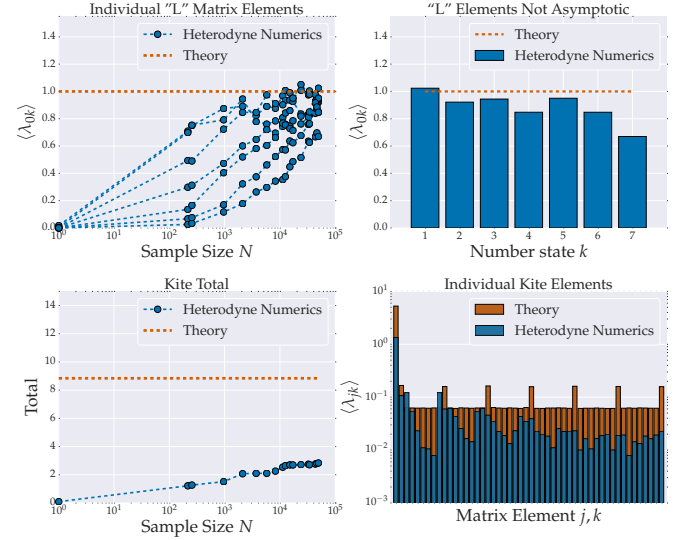 Individual "L" Matrix Elements
1.4
1.2
1.0
0.8
0.6
0.4
0.2
0.0
⟨λ0k⟩
Heterodyne Numerics
Theory
10^0 10^1 10^2 10^3 10^4 10^5
Sample Size N
“L” Elements Not Asymptotic
1.4
1.2
1.0
0.8
0.6
0.4
0.2
0.0
⟨λ0k⟩
Theory
Heterodyne Numerics
1 2 3 4 5 6 7
Number state k
Kite Total
14
12
10
8
6
4
2
0
Total
Heterodyne Numerics
Theory
10^0 10^1 10^2 10^3 10^4 10^5
Sample Size N
Individual Kite Elements
10^1
10^0
10^−1
10^−2
10^−3
⟨λjk⟩
Theory
Heterodyne Numerics
Matrix Element j, k